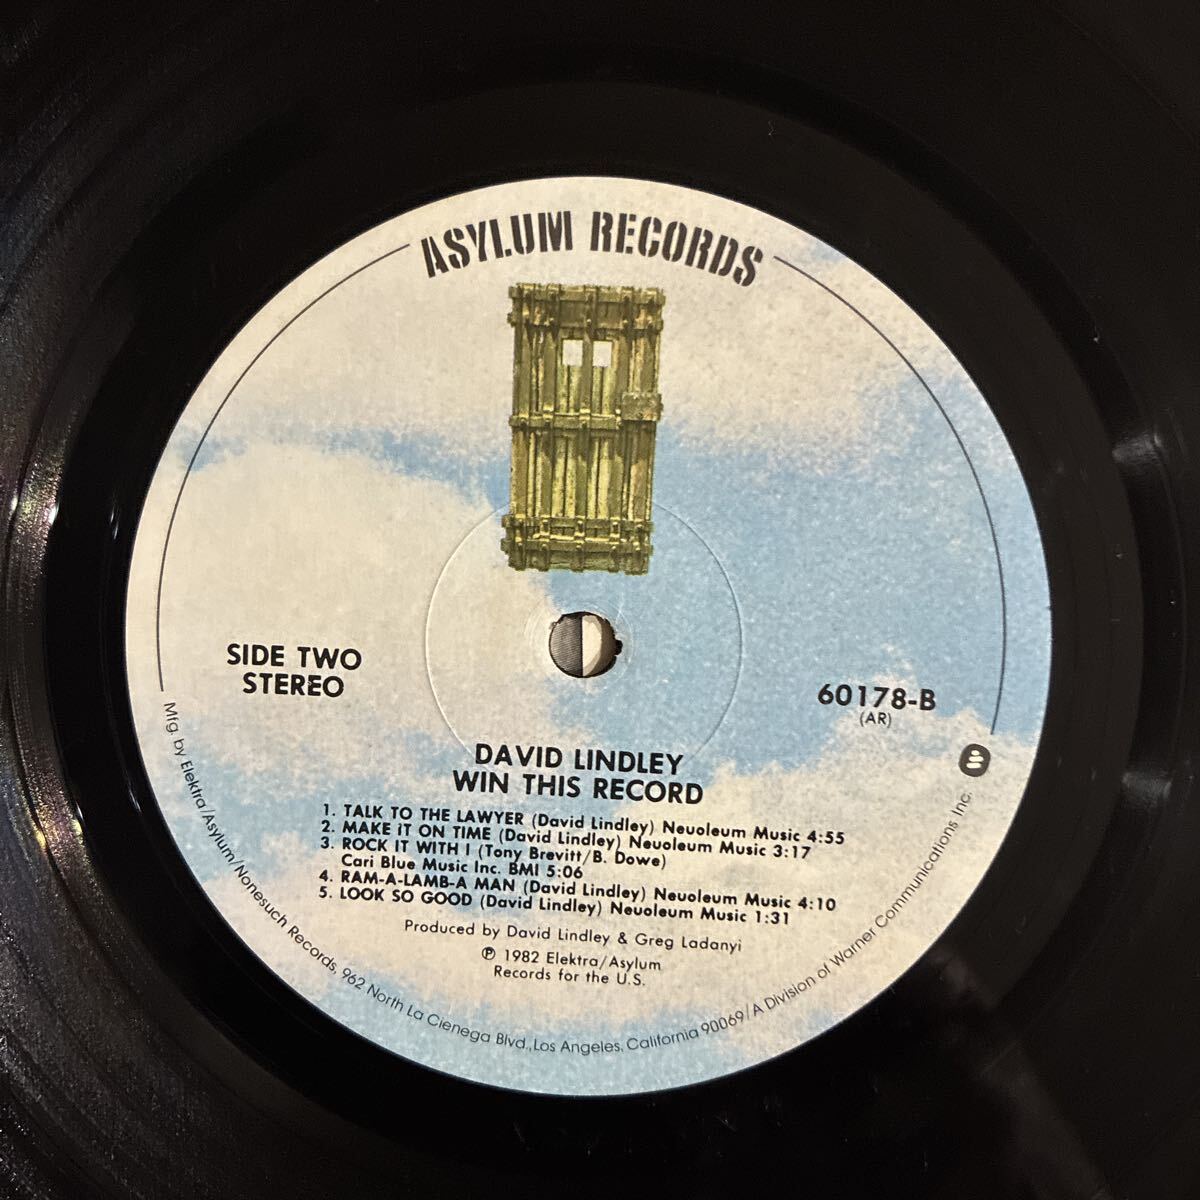 ASYLUM RECORDS
SIDE TWO
STEREO
60178-B
(AR)
DAVID LINDLEY
WIN THIS RECORD
1. TALK TO THE LAWYER (David Lindley) Neuoleum Music 4:55
2. MAKE IT ON TIME (David Lindley) Neuoleum Music 3:17
3. ROCK IT WITH I (Tony Brevitt/B. Dowe)
Cari Blue Music Inc. BMI 5:06
4. RAM-A-LAMB-A MAN (David Lindley) Neuoleum Music 4:10
5. LOOK SO GOOD (David Lindley) Neuoleum Music 1:31
Produced by David Lindley & Greg Ladanyi
℗ 1982 Elektra/Asylum
Records for the U.S.
Mfg. by Elektra/Asylum/Nonesuch Records, 962 North La Cienega Blvd., Los Angeles, California 90069/A Division of Warner Communications Inc.